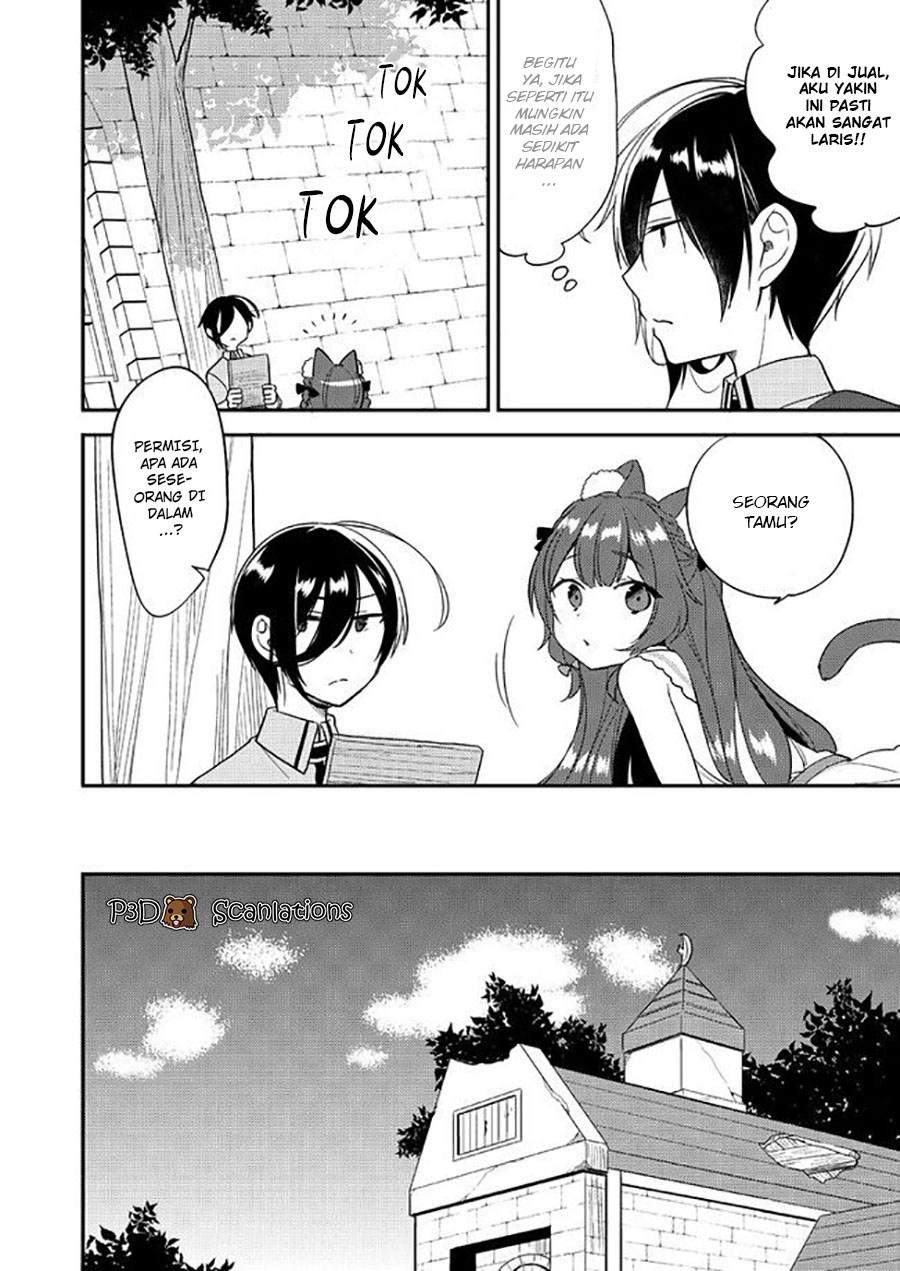 JIKA DI JUAL,
AKU YAKIN
INI PASTI
AKAN SANGAT
LARIS!!
BEGITU
YA, JIKA
SEPERTI ITU
MUNGKIN
MASIH ADA
SEDIKIT
HARAPAN
...
TOK
TOK
TOK
SEORANG
TAMU?
PERMISI,
APA ADA
SESE-
ORANG DI
DALAM
...?
P3D Scanlations